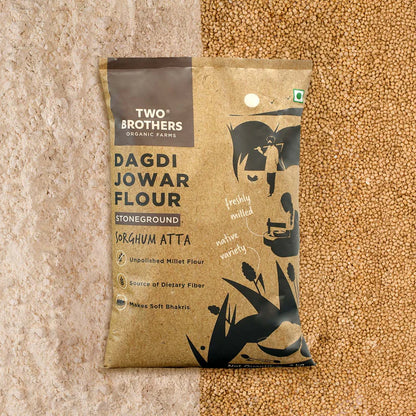 TWO®
BROTHERS
ORGANIC FARMS
DAGDI
JOWAR
FLOUR
STONEGROUND
SORGHUM ATTA
Unpolished Millet Flour
Source of Dietary Fiber
Makes Soft Bhakris
freshly
milled
native
variety